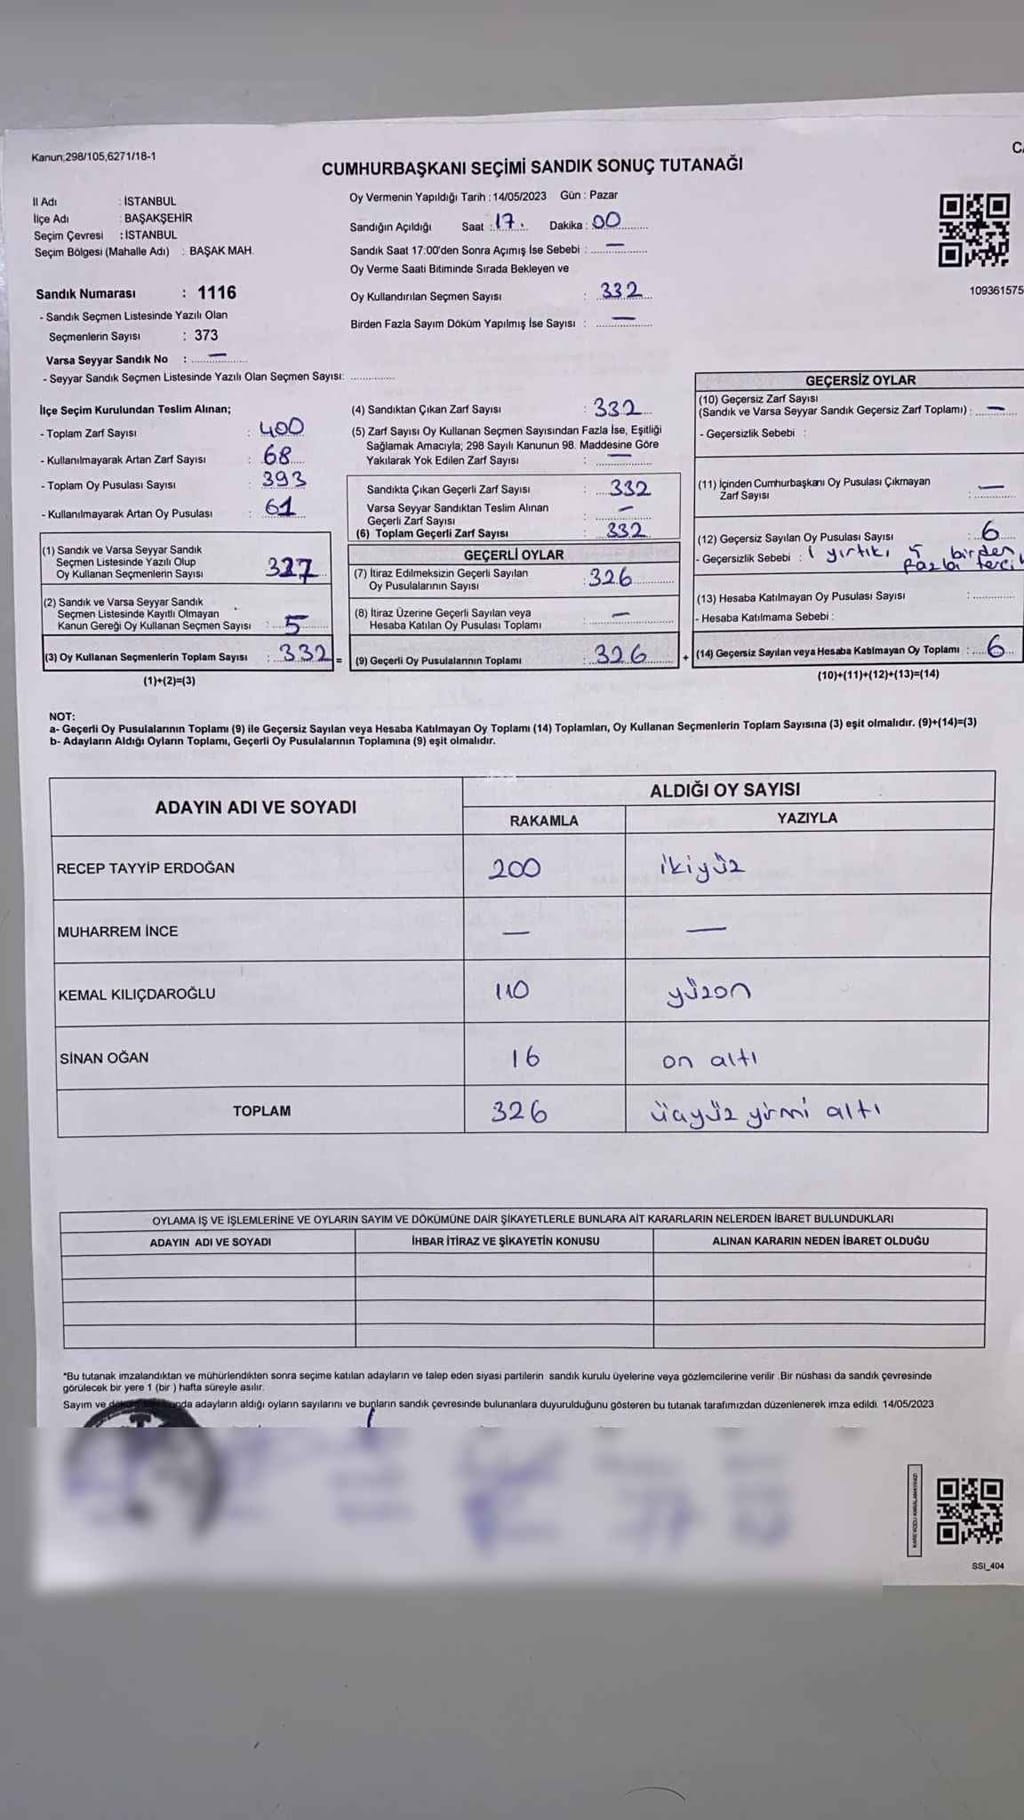 Kanun;298/105,6271/18-1
CUMHURBAŞKANI SEÇİMİ SANDIK SONUÇ TUTANAĞI
İl Adı : İSTANBUL
İlçe Adı : BAŞAKŞEHİR
Seçim Çevresi : İSTANBUL
Seçim Bölgesi (Mahalle Adı) : BAŞAK MAH.
Sandık Numarası : 1116
- Sandık Seçmen Listesinde Yazılı Olan
Seçmenlerin Sayısı : 373
Varsa Seyyar Sandık No : —
- Seyyar Sandık Seçmen Listesinde Yazılı Olan Seçmen Sayısı: ..............
Oy Vermenin Yapıldığı Tarih : 14/05/2023 Gün : Pazar
Sandığın Açıldığı Saat : 17. Dakika : 00
Sandık Saat 17:00'den Sonra Açımış İse Sebebi : —
Oy Verme Saati Bitiminde Sırada Bekleyen ve
Oy Kullandırılan Seçmen Sayısı : 332
Birden Fazla Sayım Döküm Yapılmış İse Sayısı : —
109361575
İlçe Seçim Kurulundan Teslim Alınan;
- Toplam Zarf Sayısı : 400
- Kullanılmayarak Artan Zarf Sayısı : 68
- Toplam Oy Pusulası Sayısı : 393
- Kullanılmayarak Artan Oy Pusulası : 61
(1) Sandık ve Varsa Seyyar Sandık
Seçmen Listesinde Yazılı Olup
Oy Kullanan Seçmenlerin Sayısı 327
(2) Sandık ve Varsa Seyyar Sandık
Seçmen Listesinde Kayıtlı Olmayan
Kanun Gereği Oy Kullanan Seçmen Sayısı : 5
(3) Oy Kullanan Seçmenlerin Toplam Sayısı : 332 =
(1)+(2)=(3)
(4) Sandıktan Çıkan Zarf Sayısı : 332
(5) Zarf Sayısı Oy Kullanan Seçmen Sayısından Fazla İse, Eşitliği
Sağlamak Amacıyla; 298 Sayılı Kanunun 98. Maddesine Göre
Yakılarak Yok Edilen Zarf Sayısı : —
Sandıkta Çıkan Geçerli Zarf Sayısı : 332
Varsa Seyyar Sandıktan Teslim Alınan
Geçerli Zarf Sayısı : —
(6) Toplam Geçerli Zarf Sayısı : 332
GEÇERLİ OYLAR
(7) İtiraz Edilmeksizin Geçerli Sayılan
Oy Pusulalarının Sayısı : 326
(8) İtiraz Üzerine Geçerli Sayılan veya
Hesaba Katılan Oy Pusulası Toplamı : —
(9) Geçerli Oy Pusulalarının Toplamı : 326 +
GEÇERSİZ OYLAR
(10) Geçersiz Zarf Sayısı
(Sandık ve Varsa Seyyar Sandık Geçersiz Zarf Toplamı) : —
- Geçersizlik Sebebi :
(11) İçinden Cumhurbaşkanı Oy Pusulası Çıkmayan
Zarf Sayısı : —
(12) Geçersiz Sayılan Oy Pusulası Sayısı : 6
- Geçersizlik Sebebi : 1 yırtık, 5 birden
fazla terci
(13) Hesaba Katılmayan Oy Pusulası Sayısı : ............
- Hesaba Katılmama Sebebi :
(14) Geçersiz Sayılan veya Hesaba Katılmayan Oy Toplamı : 6
(10)+(11)+(12)+(13)=(14)
NOT:
a- Geçerli Oy Pusulalarının Toplamı (9) ile Geçersiz Sayılan veya Hesaba Katılmayan Oy Toplamı (14) Toplamları, Oy Kullanan Seçmenlerin Toplam Sayısına (3) eşit olmalıdır. (9)+(14)=(3)
b- Adayların Aldığı Oyların Toplamı, Geçerli Oy Pusulalarının Toplamına (9) eşit olmalıdır.
ADAYIN ADI VE SOYADI
ALDIĞI OY SAYISI
RAKAMLA YAZIYLA
RECEP TAYYİP ERDOĞAN 200 ikiyüz
MUHARREM İNCE — —
KEMAL KILIÇDAROĞLU 110 yüzon
SİNAN OĞAN 16 on altı
TOPLAM 326 üçyüz yirmi altı
OYLAMA İŞ VE İŞLEMLERİNE VE OYLARIN SAYIM VE DÖKÜMÜNE DAİR ŞİKAYETLERLE BUNLARA AİT KARARLARIN NELERDEN İBARET BULUNDUKLARI
ADAYIN ADI VE SOYADI İHBAR İTİRAZ VE ŞİKAYETİN KONUSU ALINAN KARARIN NEDEN İBARET OLDUĞU
*Bu tutanak imzalandıktan ve mühürlendikten sonra seçime katılan adayların ve talep eden siyasi partilerin sandık kurulu üyelerine veya gözlemcilerine verilir .Bir nüshası da sandık çevresinde
görülecek bir yere 1 (bir ) hafta süreyle asılır.
Sayım ve adayların aldığı oyların sayılarını ve bunların sandık çevresinde bulunanlara duyurulduğunu gösteren bu tutanak tarafımızdan düzenlenerek imza edildi. 14/05/2023
SSI_404